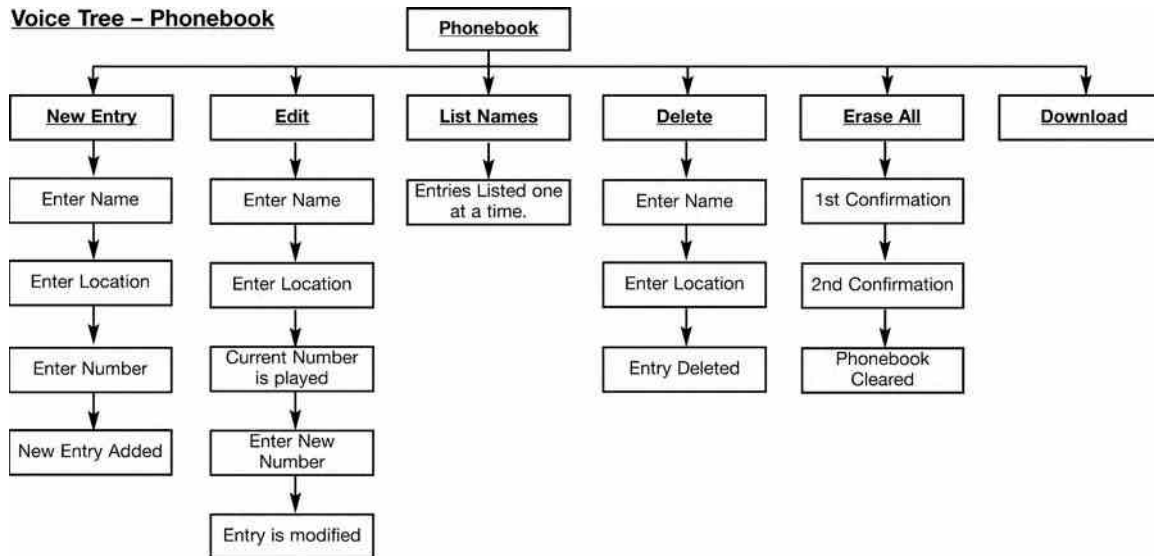 Voice Tree – Phonebook
Phonebook
New Entry
Edit
List Names
Delete
Erase All
Download
Enter Name
Enter Name
Entries Listed one
at a time.
Enter Name
1st Confirmation
Enter Location
Enter Location
Enter Location
2nd Confirmation
Enter Number
Current Number
is played
Entry Deleted
Phonebook
Cleared
New Entry Added
Enter New
Number
Entry is modified